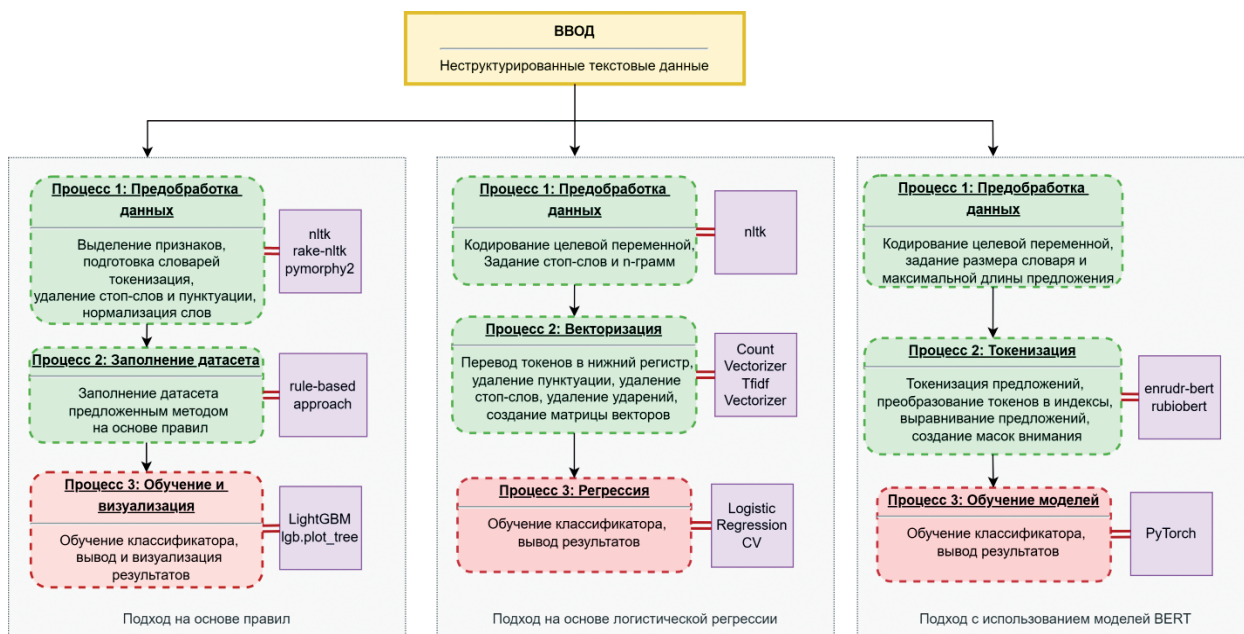 ВВОД
Неструктурированные текстовые данные
Процесс 1: Предобработка
данных
Выделение признаков,
подготовка словарей
токенизация,
удаление стоп-слов и пунктуации,
нормализация слов
nltk
rake-nltk
pymorphy2
Процесс 2: Заполнение датасета
Заполнение датасета
предложенным методом
на основе правил
rule-based
approach
Процесс 3: Обучение и
визуализация
Обучение классификатора,
вывод и визуализация
результатов
LightGBM
lgb.plot_tree
Подход на основе правил
Процесс 1: Предобработка
данных
Кодирование целевой переменной,
Задание стоп-слов и n-грамм
nltk
Процесс 2: Векторизация
Перевод токенов в нижний регистр,
удаление пунктуации, удаление
стоп-слов, удаление ударений,
создание матрицы векторов
Count
Vectorizer
Tfidf
Vectorizer
Процесс 3: Регрессия
Обучение классификатора,
вывод результатов
Logistic
Regression
CV
Подход на основе логистической регрессии
Процесс 1: Предобработка
данных
Кодирование целевой переменной,
задание размера словаря и
максимальной длины предложения
Процесс 2: Токенизация
Токенизация предложений,
преобразование токенов в индексы,
выравнивание предложений,
создание масок внимания
enrudr-bert
rubiobert
Процесс 3: Обучение моделей
Обучение классификатора,
вывод результатов
PyTorch
Подход с использованием моделей BERT